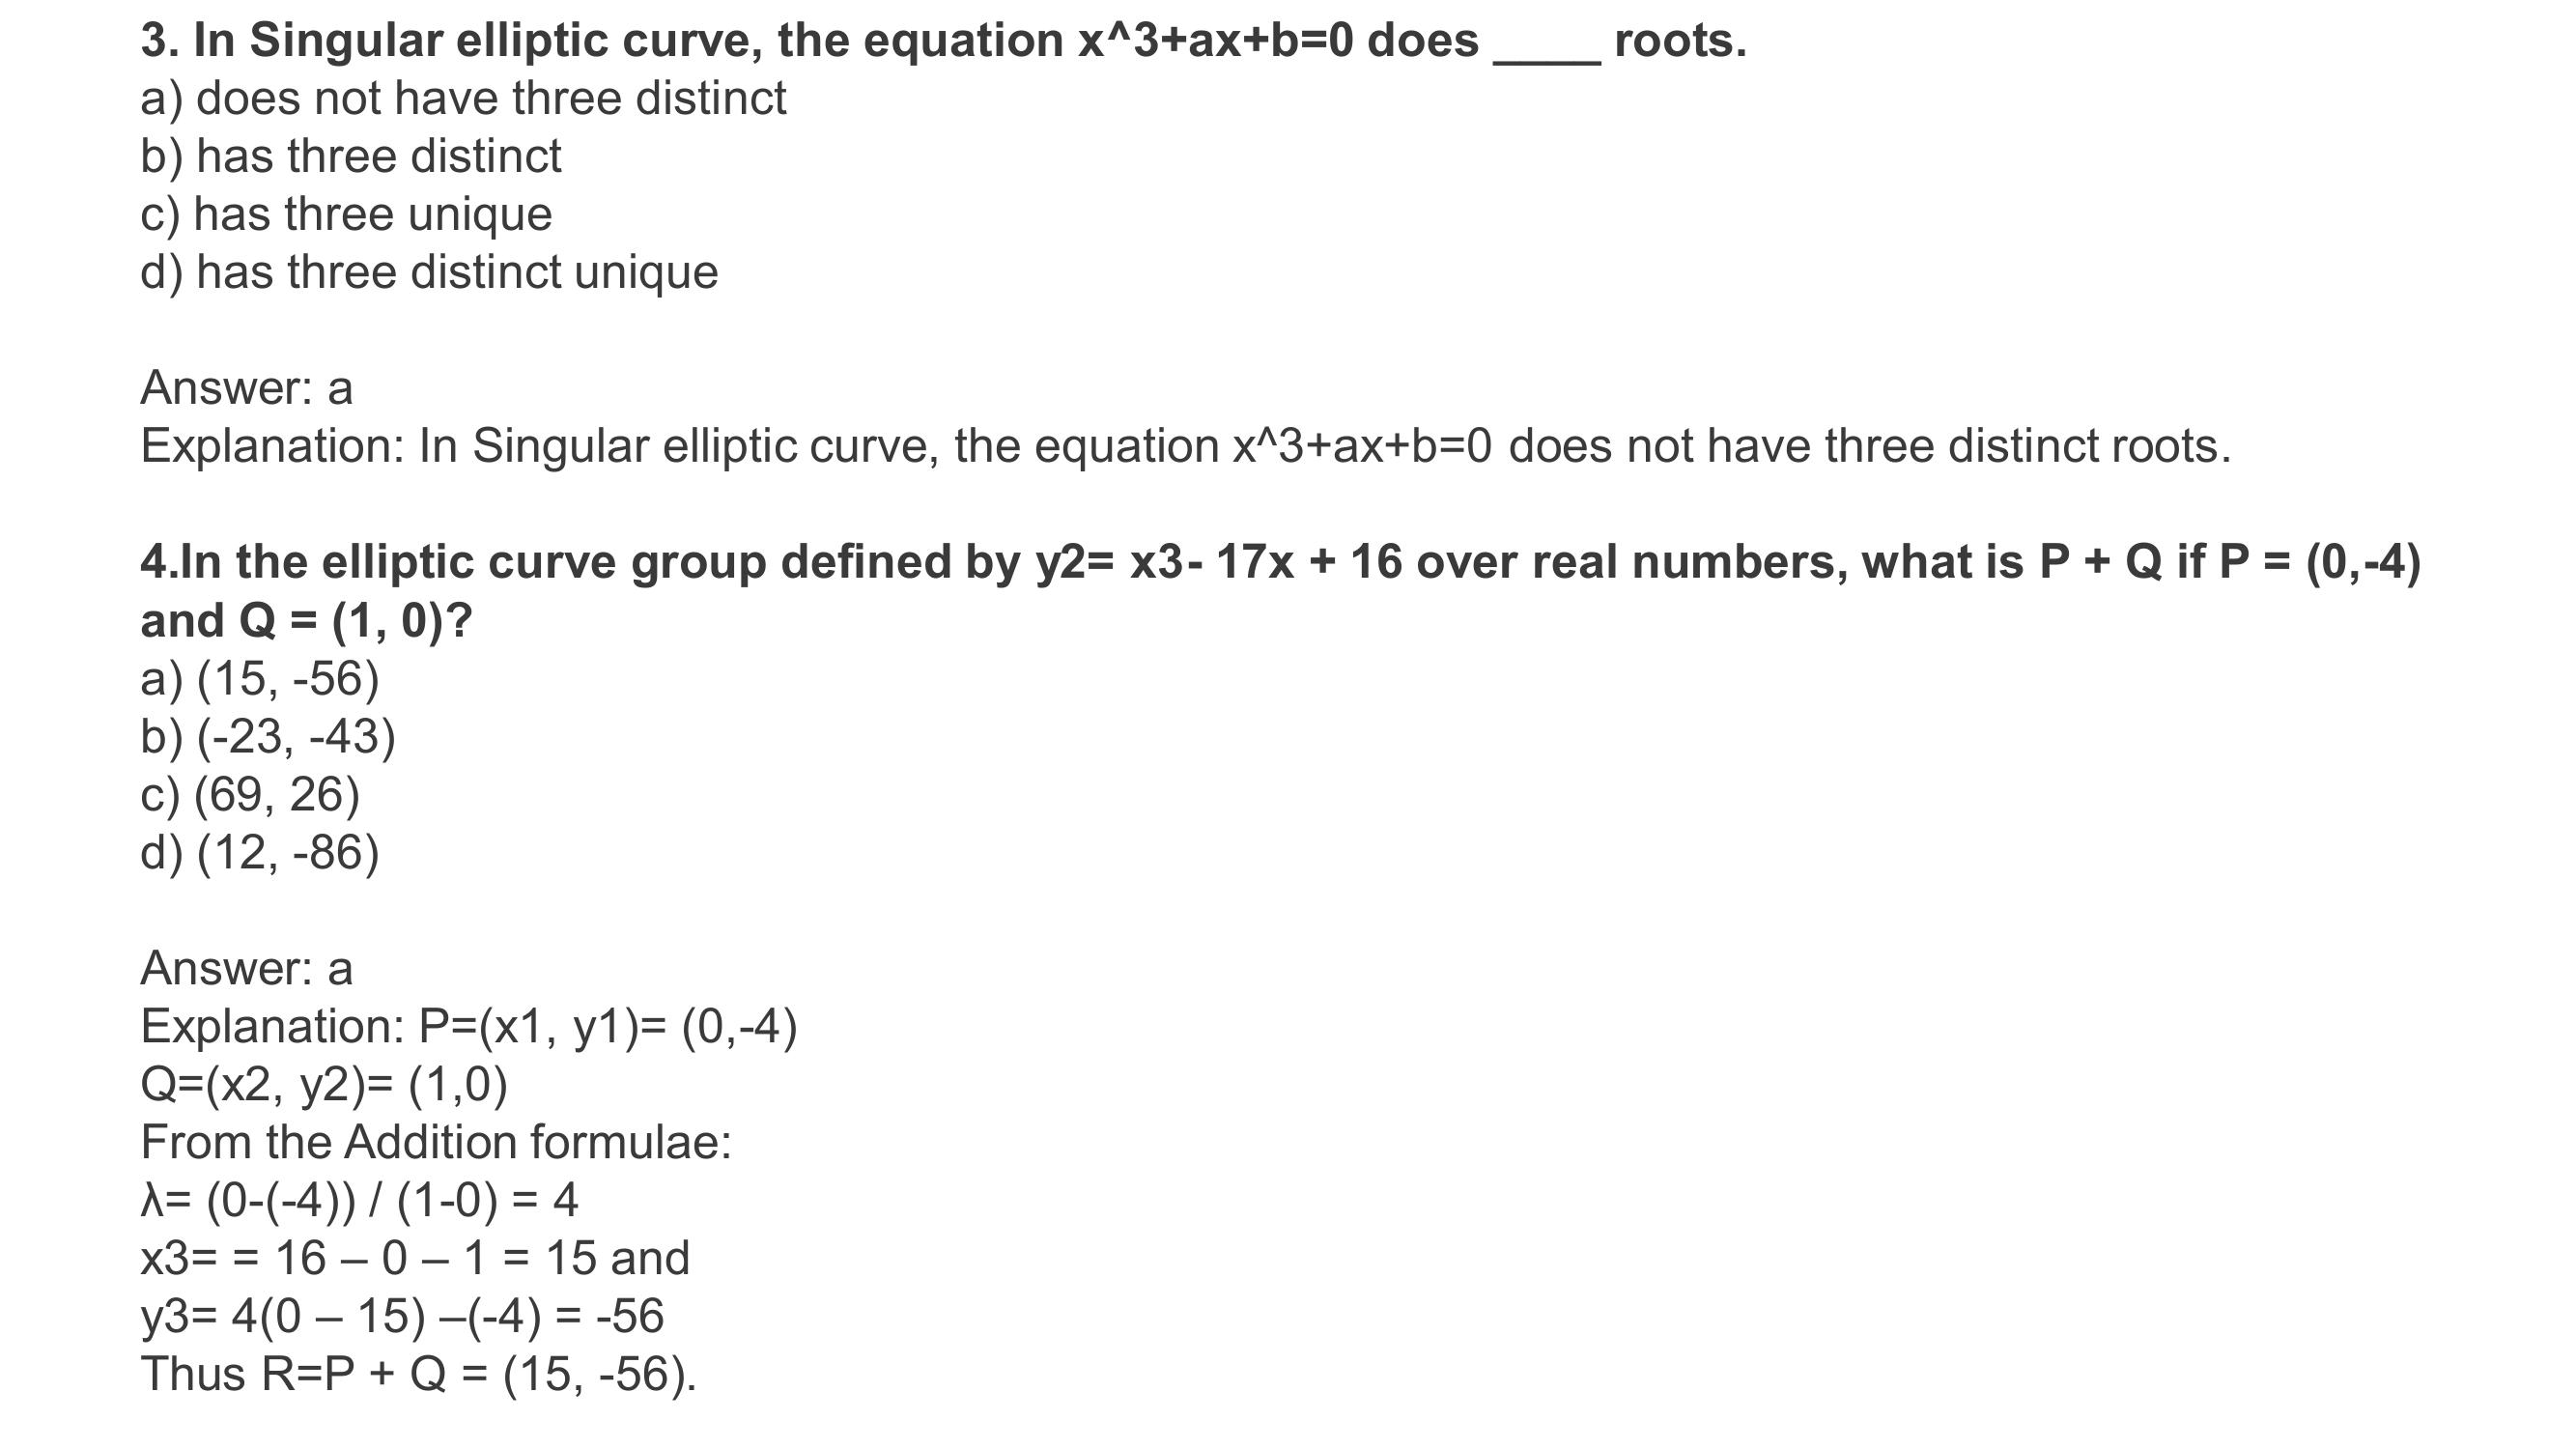 3. In Singular elliptic curve, the equation x^3+ax+b=0 does ____ roots.
a) does not have three distinct
b) has three distinct
c) has three unique
d) has three distinct unique
Answer: a
Explanation: In Singular elliptic curve, the equation x^3+ax+b=0 does not have three distinct roots.
4.In the elliptic curve group defined by y2= x3- 17x + 16 over real numbers, what is P + Q if P = (0,-4)
and Q = (1, 0)?
a) (15, -56)
b) (-23, -43)
c) (69, 26)
d) (12, -86)
Answer: a
Explanation: P=(x1, y1)= (0,-4)
Q=(x2, y2)= (1,0)
From the Addition formulae:
λ= (0-(-4)) / (1-0) = 4
x3= = 16 – 0 – 1 = 15 and
y3= 4(0 – 15) –(-4) = -56
Thus R=P + Q = (15, -56).